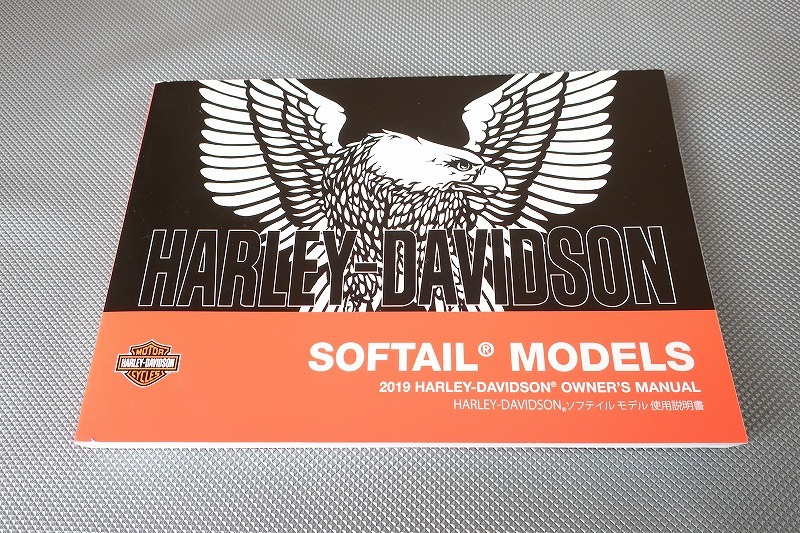 HARLEY-DAVIDSON
SOFTAIL® MODELS
2019 HARLEY-DAVIDSON® OWNER'S MANUAL
HARLEY-DAVIDSON®ソフテイル モデル 使用説明書
MOTOR
HARLEY-DAVIDSON
CYCLES